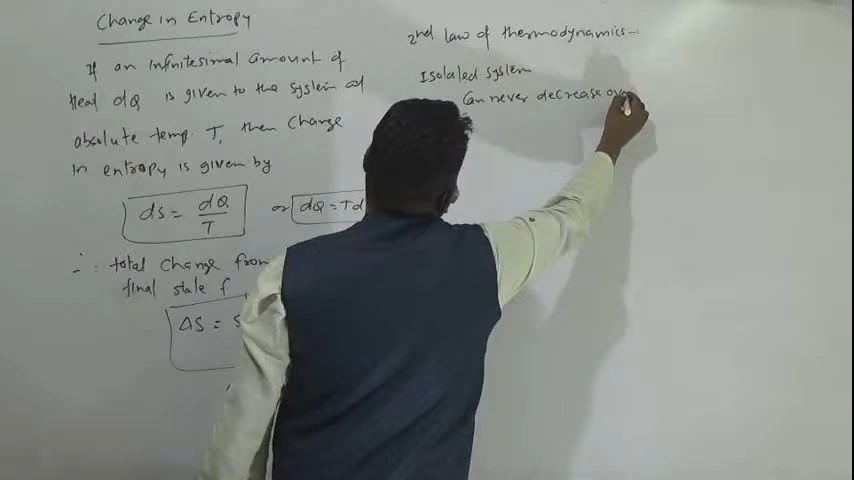 Change in Entropy
If an infinitesimal amount of
Heat dQ is given to the system at
absolute temp. T, then change
in entropy is given by
dS = dQ/T or dQ = Td
∴ total change from
final state f
ΔS = S
2nd law of thermodynamics -
Isolated system
Can never decrease over